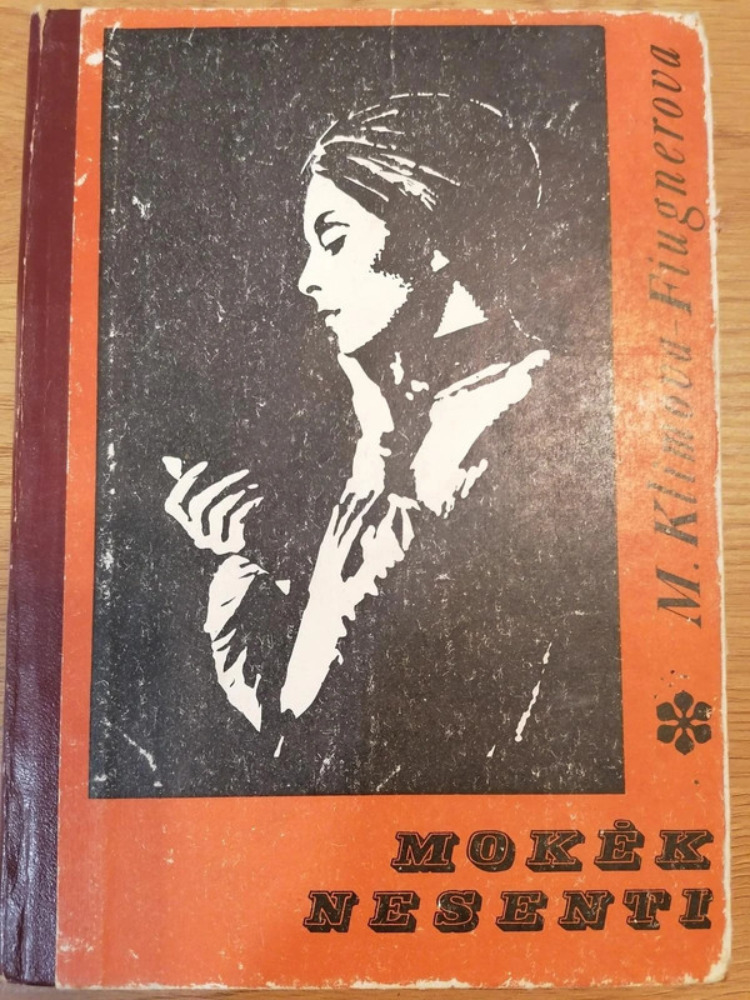 M. Klimova-Fiugnerova
MOKĖK
NESENTI